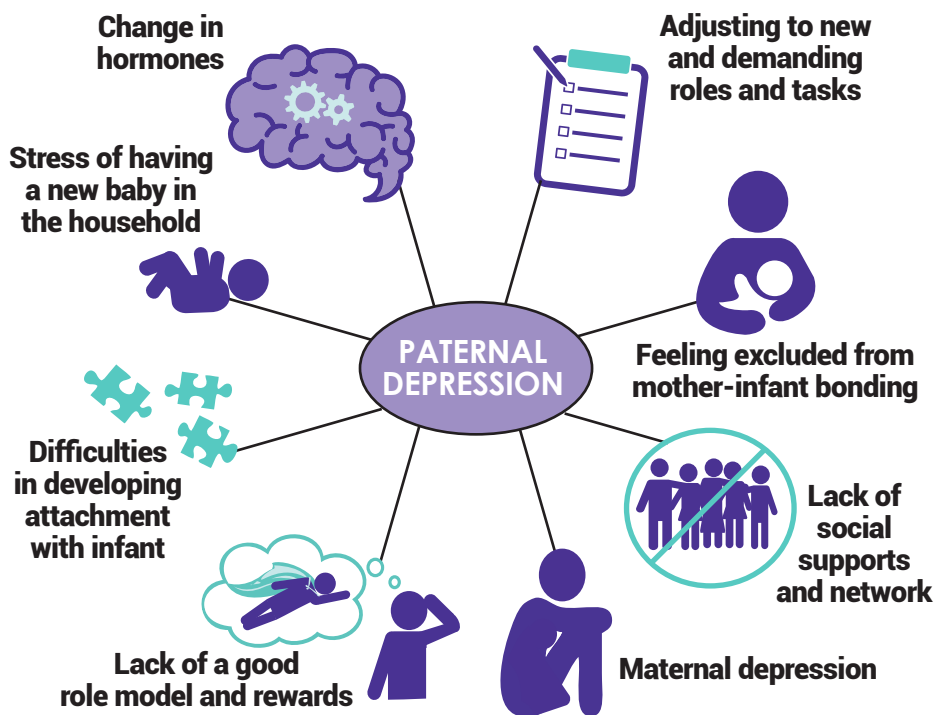 Change in
hormones
Adjusting to new
and demanding
roles and tasks
Stress of having
a new baby in
the household
PATERNAL
DEPRESSION
Feeling excluded from
mother-infant bonding
Difficulties
in developing
attachment
with infant
Lack of
social
supports
and network
Lack of a good
role model and rewards
Maternal depression